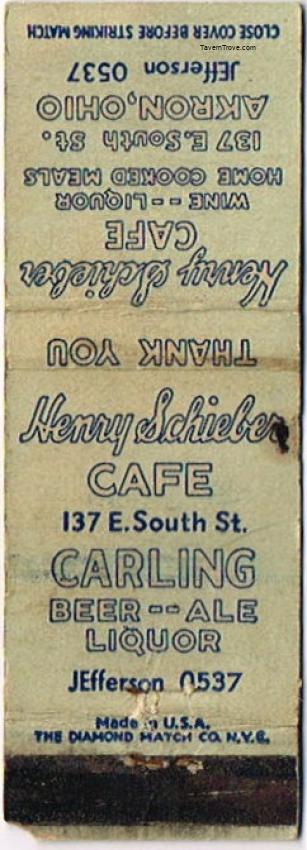 CLOSE COVER BEFORE STRIKING MATCH
TavernTrove.com
JEfferson 0537
AKRON, OHIO
137 E. South St.
HOME COOKED MEALS
WINE -- LIQUOR
CAFE
Henry Schieber
THANK YOU
Henry Schieber
CAFE
137 E. South St.
CARLING
BEER -- ALE
LIQUOR
JEfferson 0537
Made in U.S.A.
THE DIAMOND MATCH CO. N.Y.C.